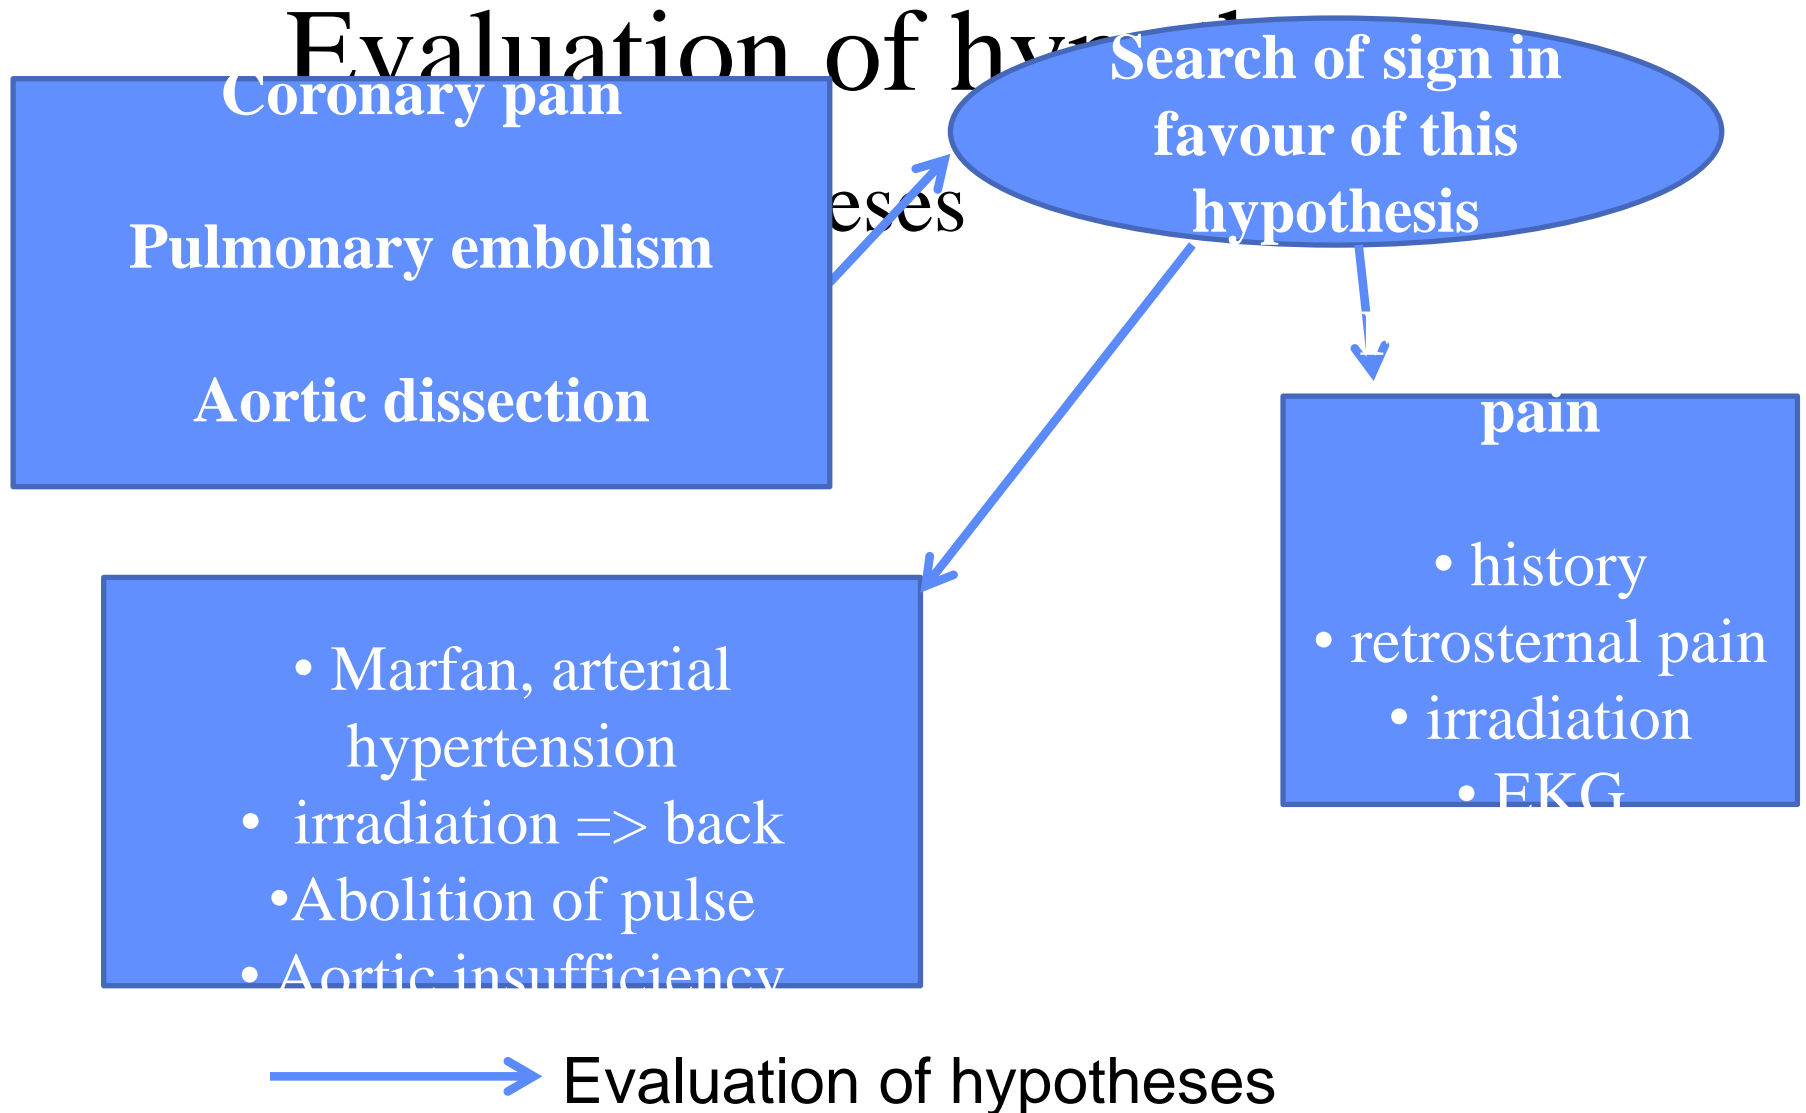 Evaluation of
eses
Coronary pain
Pulmonary embolism
Aortic dissection
Search of sign in
favour of this
hypothesis
pain
• history
• retrosternal pain
• irradiation
• EKG
• Marfan, arterial
hypertension
• irradiation => back
•Abolition of pulse
• Aortic insufficiency
Evaluation of hypotheses